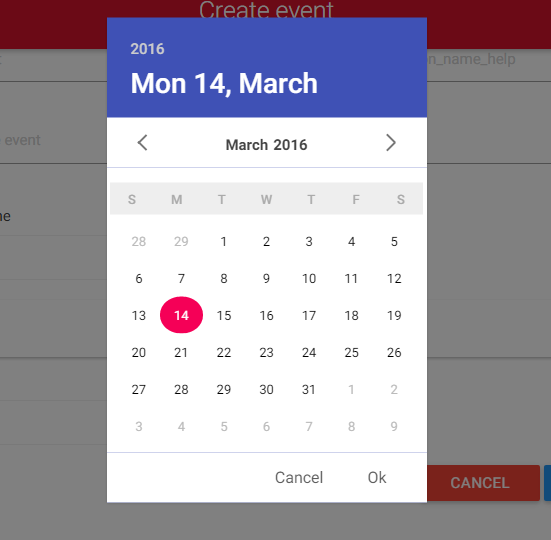 Create event
2016
Mon 14, March
n_name_help
March 2016
event
S M T W T F S
28 29 1 2 3 4 5
6 7 8 9 10 11 12
13 14 15 16 17 18 19
20 21 22 23 24 25 26
27 28 29 30 31 1 2
3 4 5 6 7 8 9
Cancel Ok
CANCEL